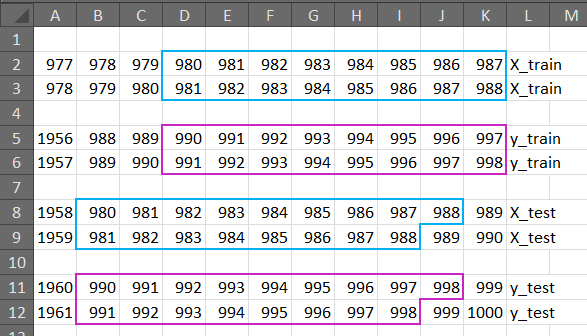 A B C D E F G H I J K L M
1
2 977 978 979 980 981 982 983 984 985 986 987 X_train
3 978 979 980 981 982 983 984 985 986 987 988 X_train
4
5 1956 988 989 990 991 992 993 994 995 996 997 y_train
6 1957 989 990 991 992 993 994 995 996 997 998 y_train
7
8 1958 980 981 982 983 984 985 986 987 988 989 X_test
9 1959 981 982 983 984 985 986 987 988 989 990 X_test
10
11 1960 990 991 992 993 994 995 996 997 998 999 y_test
12 1961 991 992 993 994 995 996 997 998 999 1000 y_test